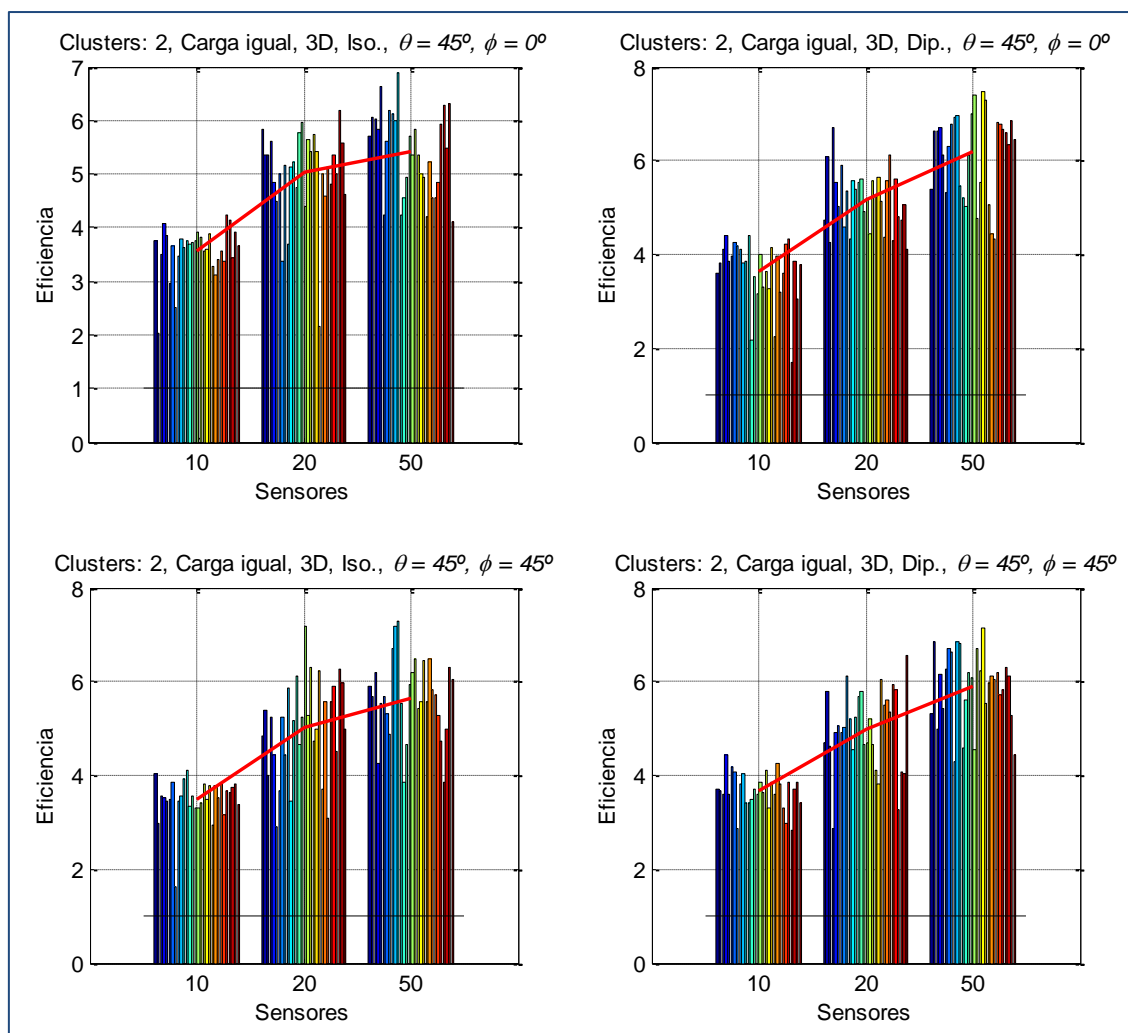 Clusters: 2, Carga igual, 3D, Iso., θ = 45º, ϕ = 0º
7
6
5
4
3
2
1
0
Eficiencia
10 20 50
Sensores
Clusters: 2, Carga igual, 3D, Dip., θ = 45º, ϕ = 0º
8
6
4
2
0
Eficiencia
10 20 50
Sensores
Clusters: 2, Carga igual, 3D, Iso., θ = 45º, ϕ = 45º
8
6
4
2
0
Eficiencia
10 20 50
Sensores
Clusters: 2, Carga igual, 3D, Dip., θ = 45º, ϕ = 45º
8
6
4
2
0
Eficiencia
10 20 50
Sensores